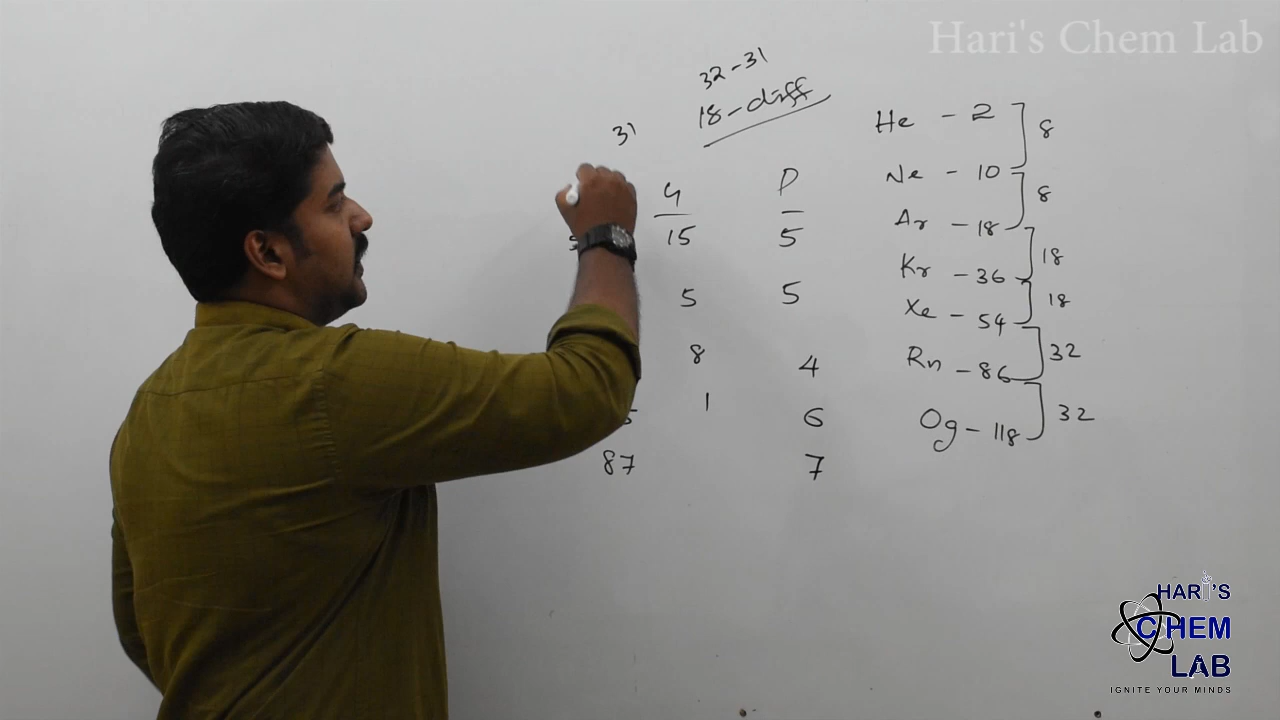 Hari's Chem Lab
32-31
18-diff
31
G P
15 5
5 5
8 4
1 6
87 7
He - 2
8
Ne - 10
8
Ar - 18
18
Kr - 36
18
Xe - 54
32
Rn - 86
32
Og - 118
HARI'S
CHEM
LAB
IGNITE YOUR MINDS